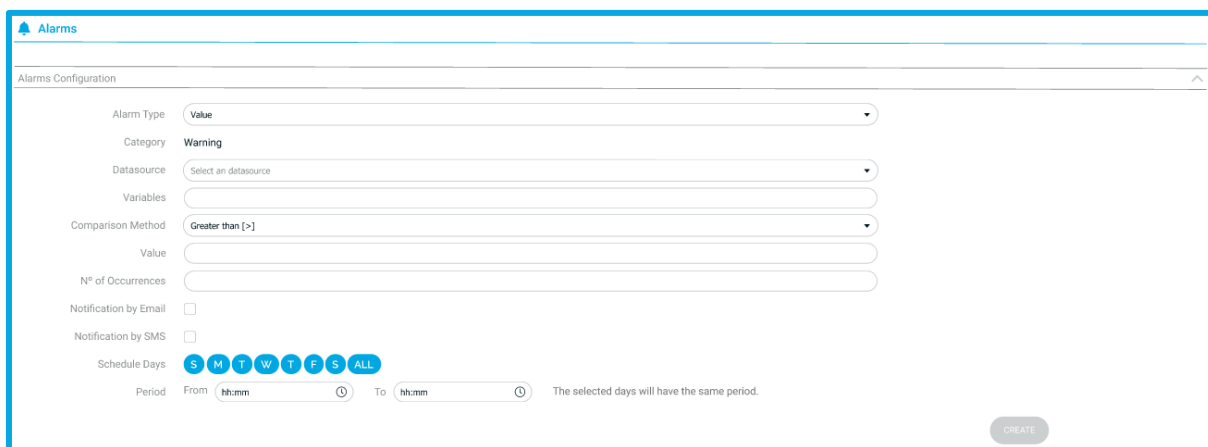 Alarms
Alarms Configuration
Alarm Type Value
Category Warning
Datasource Select an datasource
Variables
Comparison Method Greater than [>]
Value
Nº of Occurrences
Notification by Email
Notification by SMS
Schedule Days S M T W T F S ALL
Period From hh:mm To hh:mm The selected days will have the same period.
CREATE